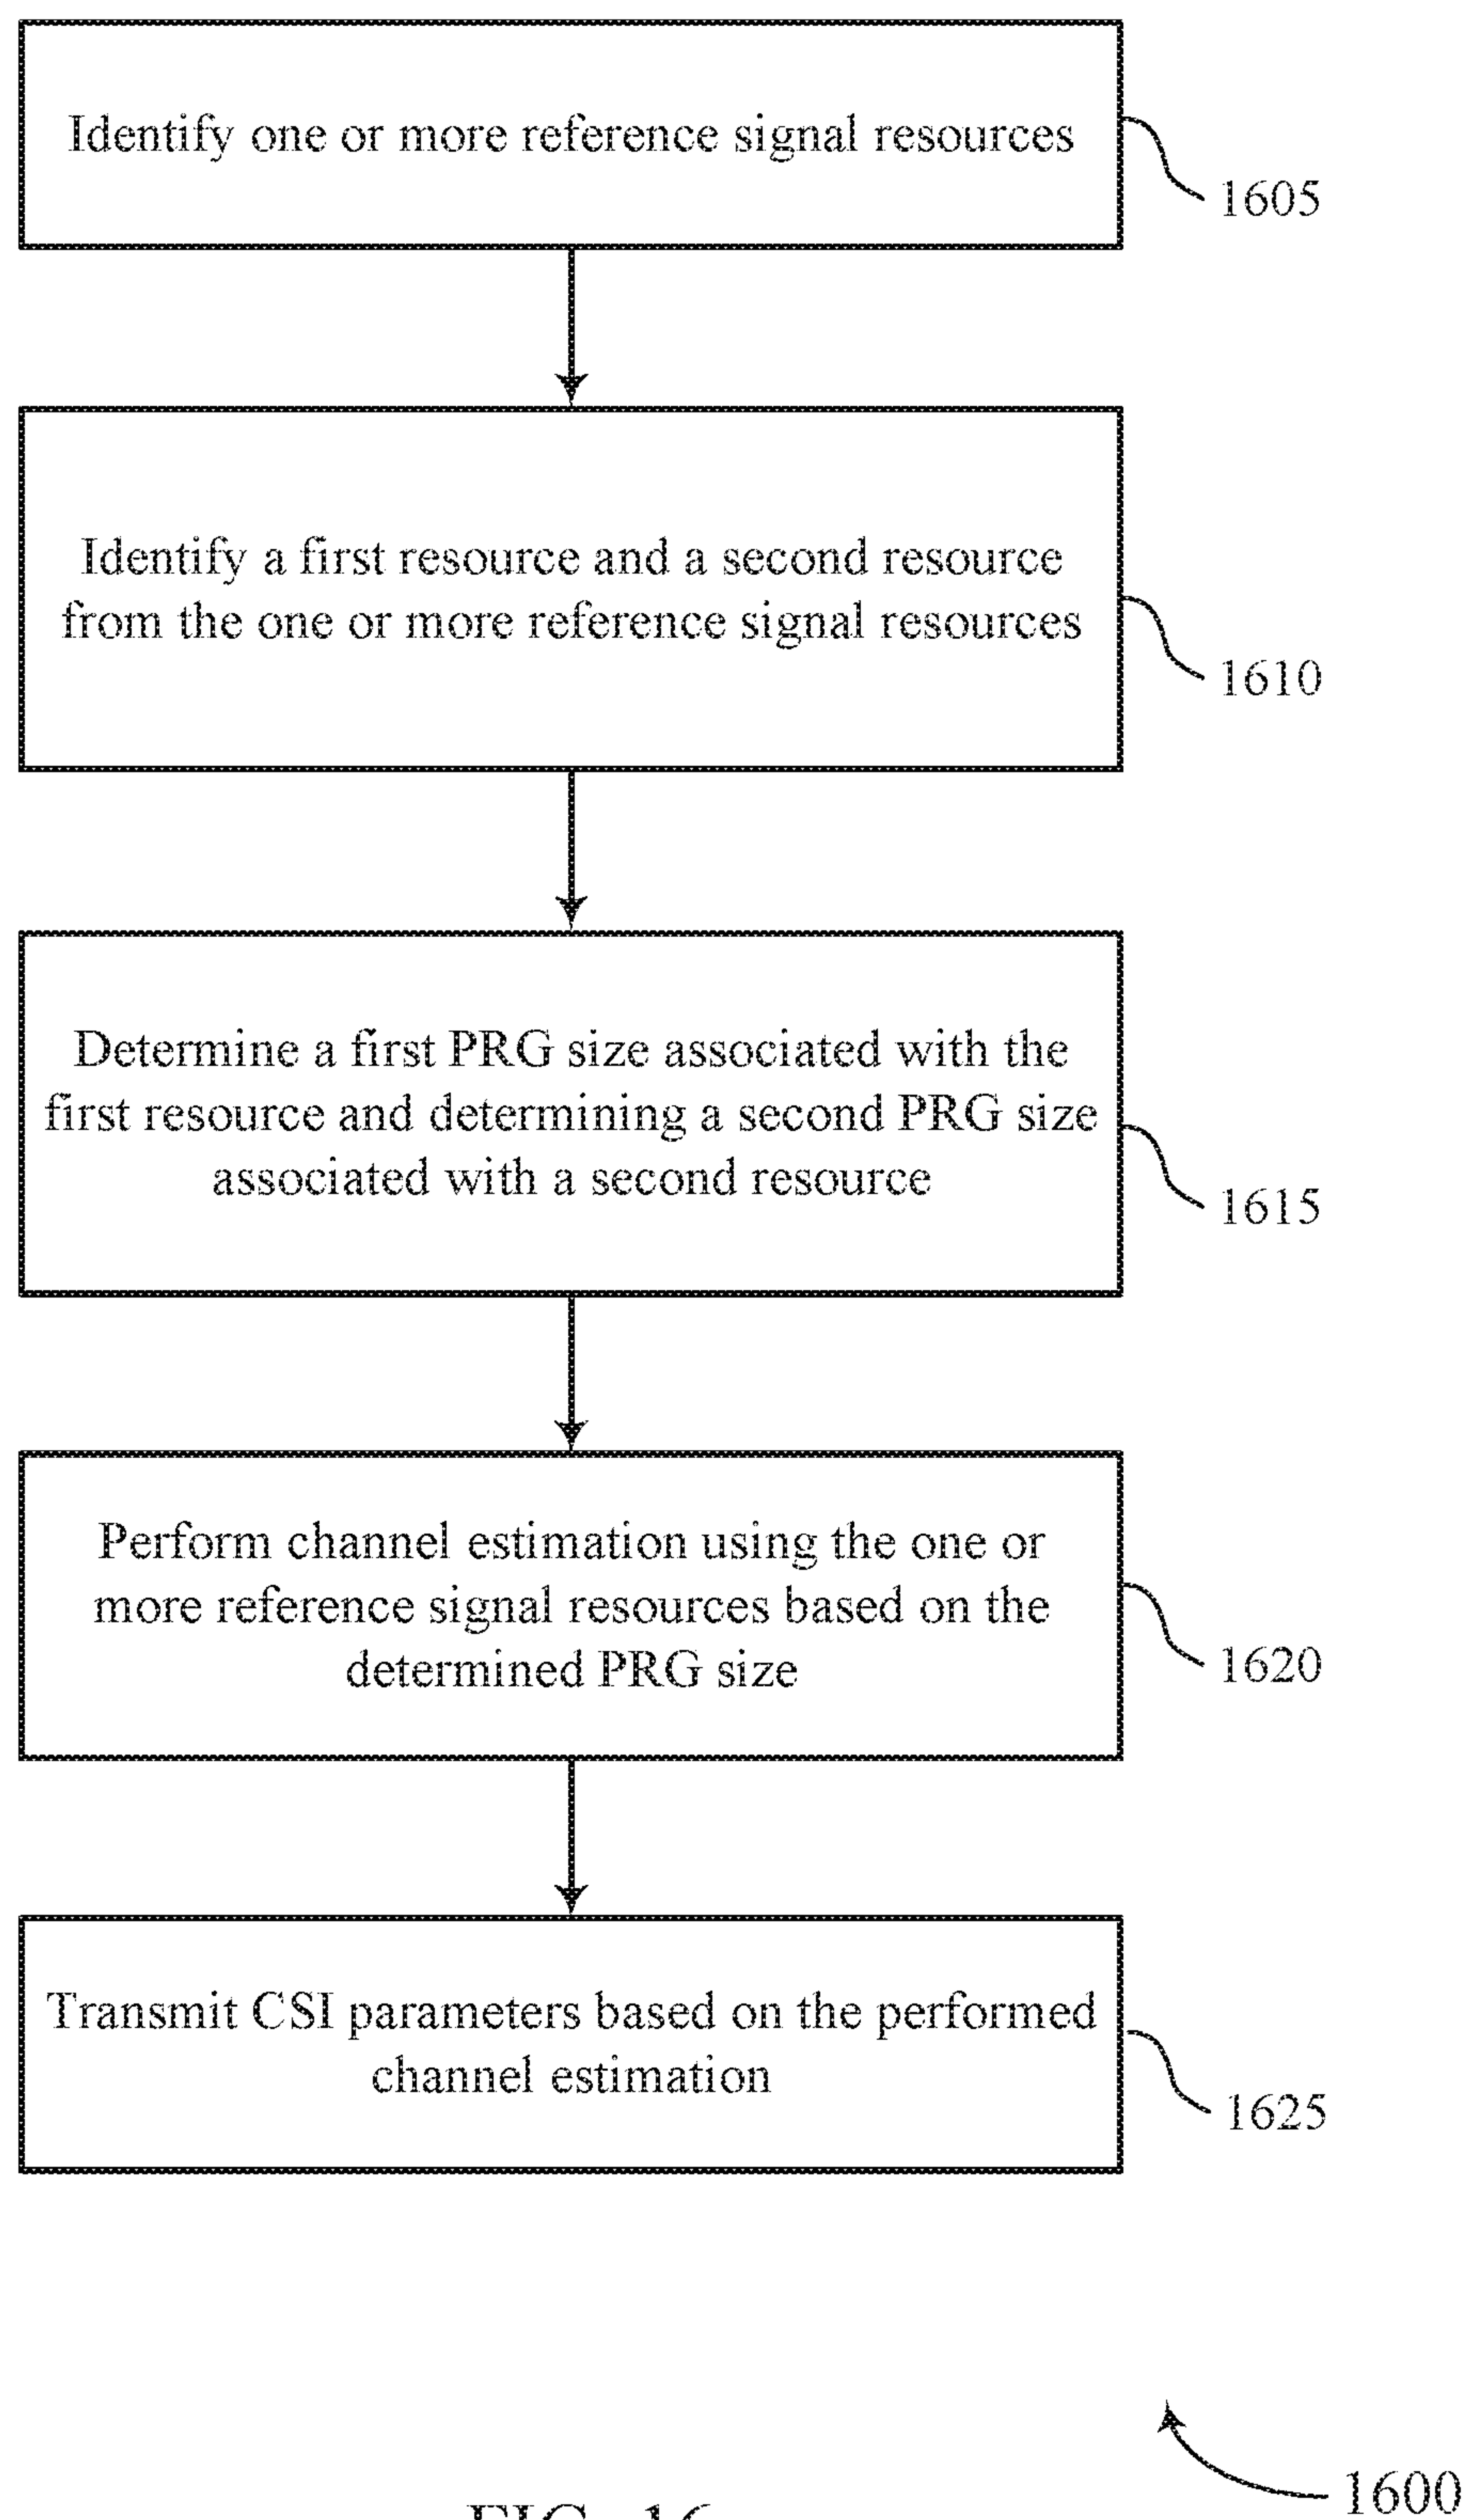 Identify one or more reference signal resources
1605
Identify a first resource and a second resource
from the one or more reference signal resources
1610
Determine a first PRG size associated with the
first resource and determining a second PRG size
associated with a second resource
1615
Perform channel estimation using the one or
more reference signal resources based on the
determined PRG size
1620
Transmit CSI parameters based on the performed
channel estimation
1625
1600
FIG. 16